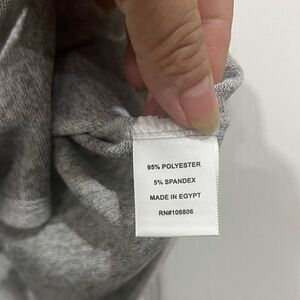 95% POLYESTER
5% SPANDEX
MADE IN EGYPT
RN#106806